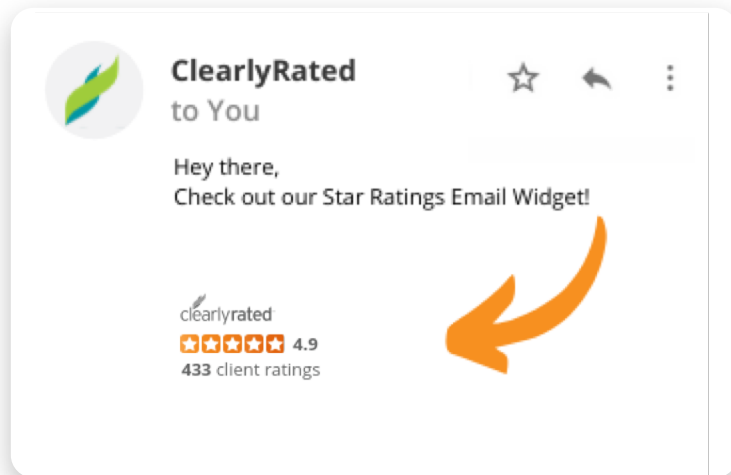 ClearlyRated
to You
Hey there,
Check out our Star Ratings Email Widget!
clearlyrated
4.9
433 client ratings